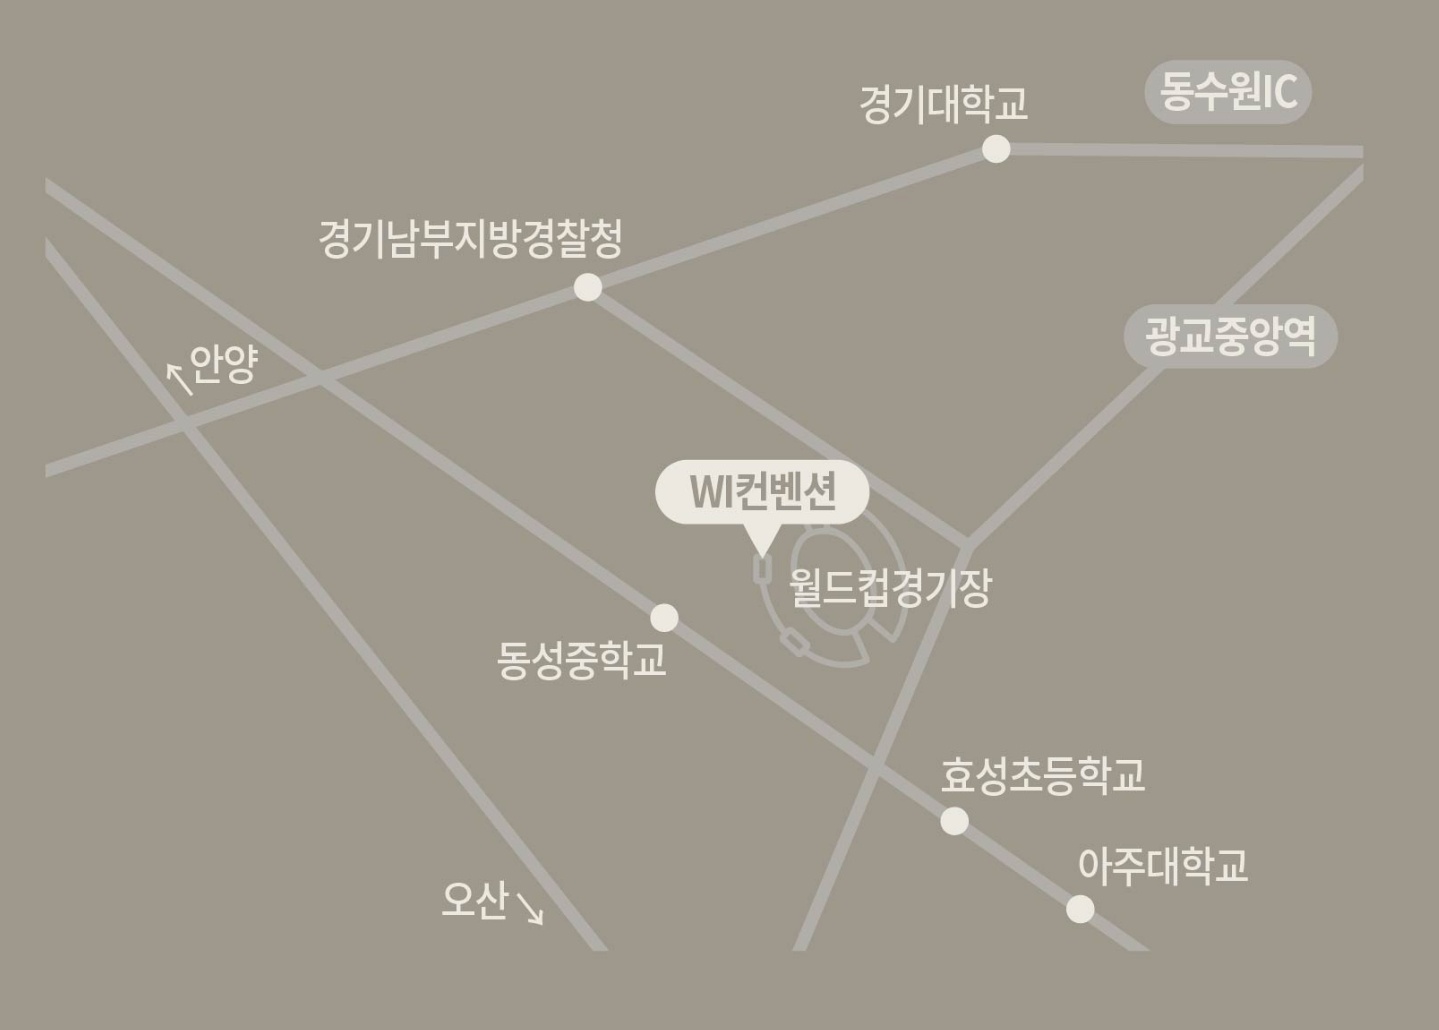 동수원IC
경기대학교
경기남부지방경찰청
광교중앙역
안양
WI컨벤션
월드컵경기장
동성중학교
효성초등학교
아주대학교
오산